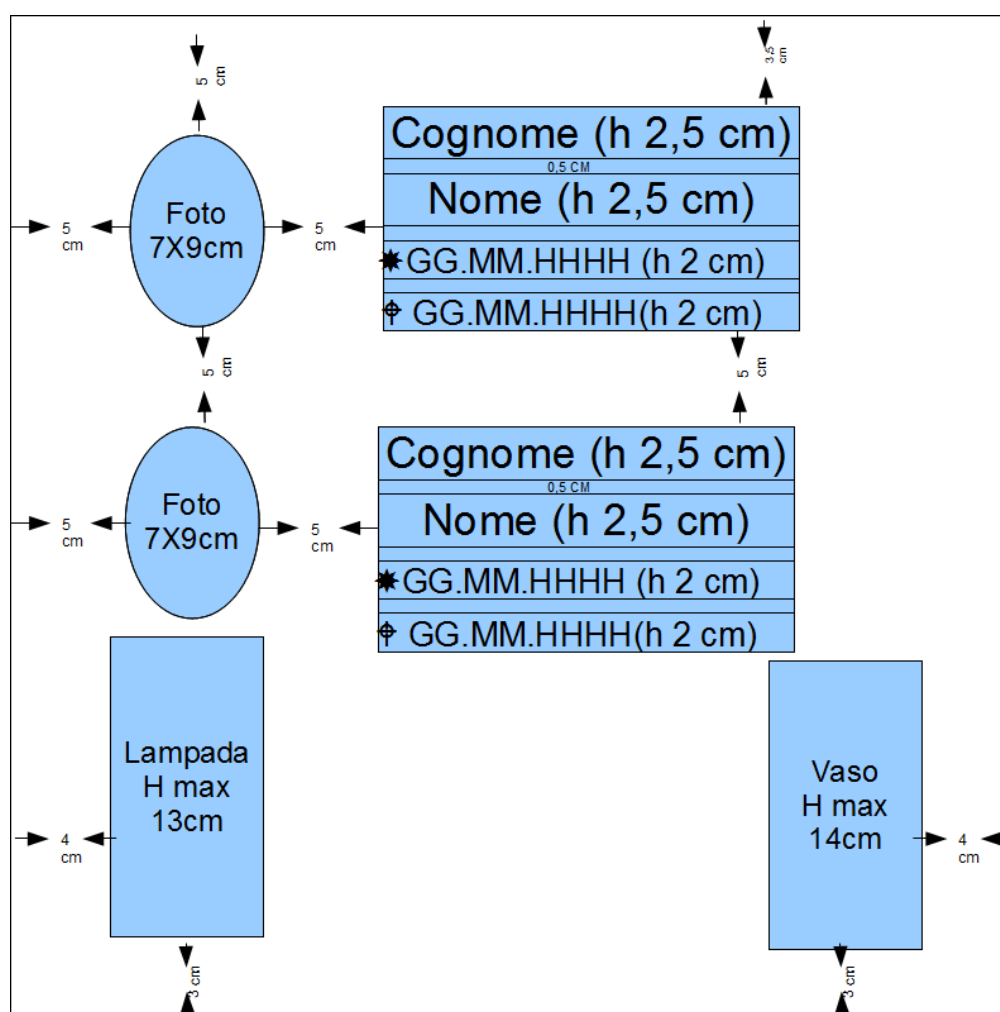 5
cm
3,5
cm
Cognome (h 2,5 cm)
0,5 CM
Foto
7X9cm
Nome (h 2,5 cm)
5
cm
5
cm
GG.MM.HHHH (h 2 cm)
GG.MM.HHHH(h 2 cm)
5
cm
5
cm
Cognome (h 2,5 cm)
0,5 CM
Foto
7X9cm
Nome (h 2,5 cm)
5
cm
5
cm
GG.MM.HHHH (h 2 cm)
GG.MM.HHHH(h 2 cm)
Lampada
H max
13cm
Vaso
H max
14cm
4
cm
4
cm
3 cm
3 cm